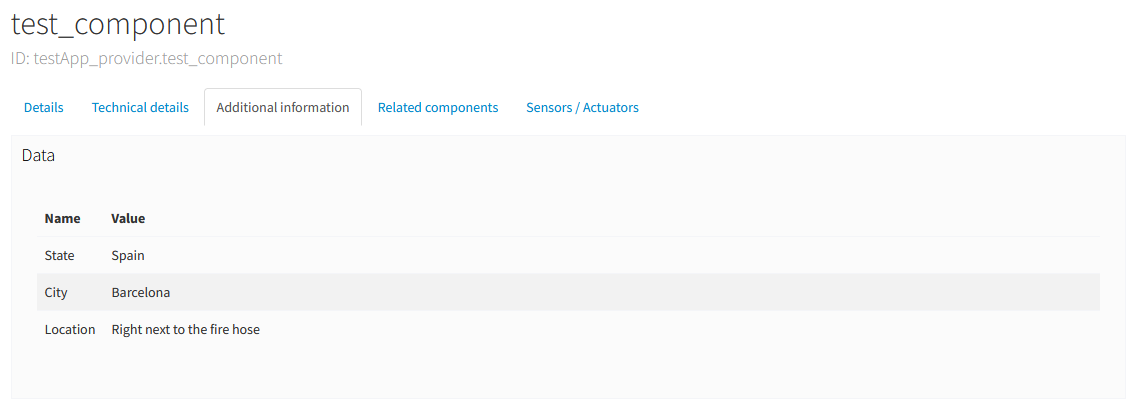 test_component
ID: testApp_provider.test_component
Details Technical details Additional information Related components Sensors / Actuators
Data
Name Value
State Spain
City Barcelona
Location Right next to the fire hose